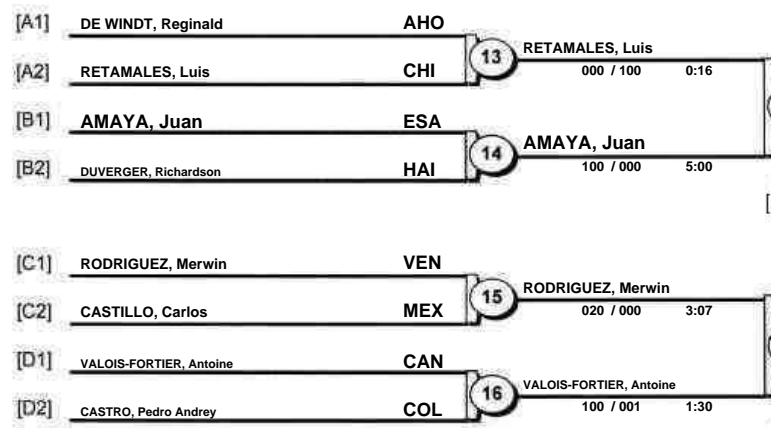 [A1] DE WINDT, Reginald AHO
[A2] RETAMALES, Luis CHI
13
RETAMALES, Luis
000 / 100 0:16
[B1] AMAYA, Juan ESA
[B2] DUVERGER, Richardson HAI
14
AMAYA, Juan
100 / 000 5:00
[
[C1] RODRIGUEZ, Merwin VEN
[C2] CASTILLO, Carlos MEX
15
RODRIGUEZ, Merwin
020 / 000 3:07
[D1] VALOIS-FORTIER, Antoine CAN
[D2] CASTRO, Pedro Andrey COL
16
VALOIS-FORTIER, Antoine
100 / 001 1:30